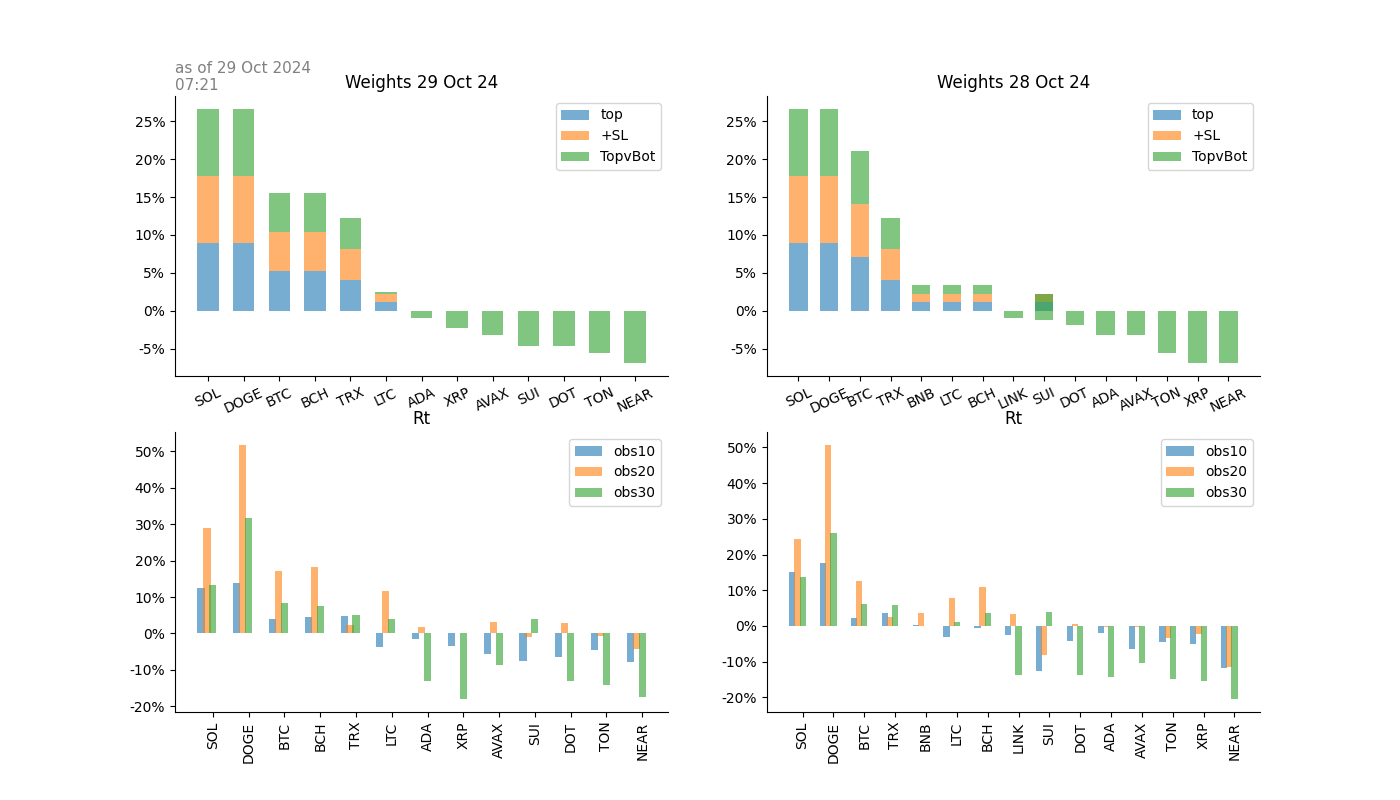 as of 29 Oct 2024
07:21
Weights 29 Oct 24
25%
20%
15%
10%
5%
0%
-5%
top
+SL
TopvBot
SOL DOGE BTC BCH TRX LTC ADA XRP AVAX SUI DOT TON NEAR
Weights 28 Oct 24
25%
20%
15%
10%
5%
0%
-5%
top
+SL
TopvBot
SOL DOGE BTC TRX BNB LTC BCH LINK SUI DOT ADA AVAX TON XRP NEAR
Rt
50%
40%
30%
20%
10%
0%
-10%
-20%
obs10
obs20
obs30
SOL DOGE BTC BCH TRX LTC ADA XRP AVAX SUI DOT TON NEAR
Rt
50%
40%
30%
20%
10%
0%
-10%
-20%
obs10
obs20
obs30
SOL DOGE BTC TRX BNB LTC BCH LINK SUI DOT ADA AVAX TON XRP NEAR